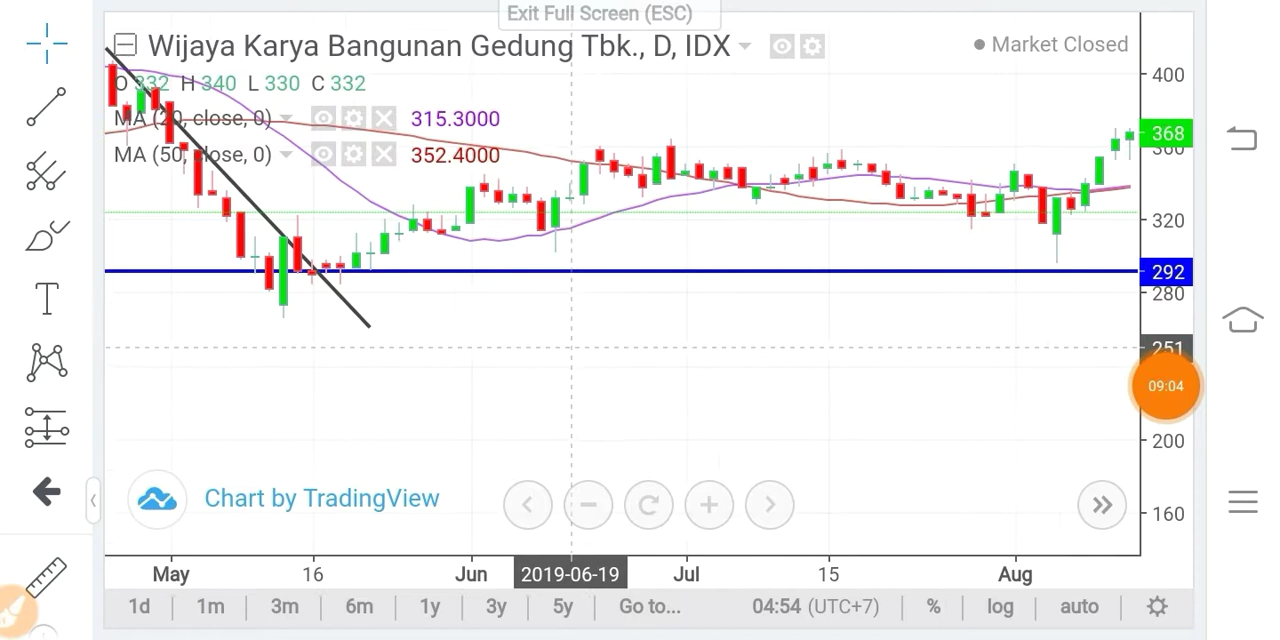 Exit Full Screen (ESC)
Wijaya Karya Bangunan Gedung Tbk., D, IDX
Market Closed
O 332 H 340 L 330 C 332
MA (20, close, 0) 315.3000
MA (50, close, 0) 352.4000
400
368
360
320
292
280
251
09:04
200
160
Chart by TradingView
May 16 Jun 2019-06-19 Jul 15 Aug
1d 1m 3m 6m 1y 3y 5y Go to... 04:54 (UTC+7) % log auto